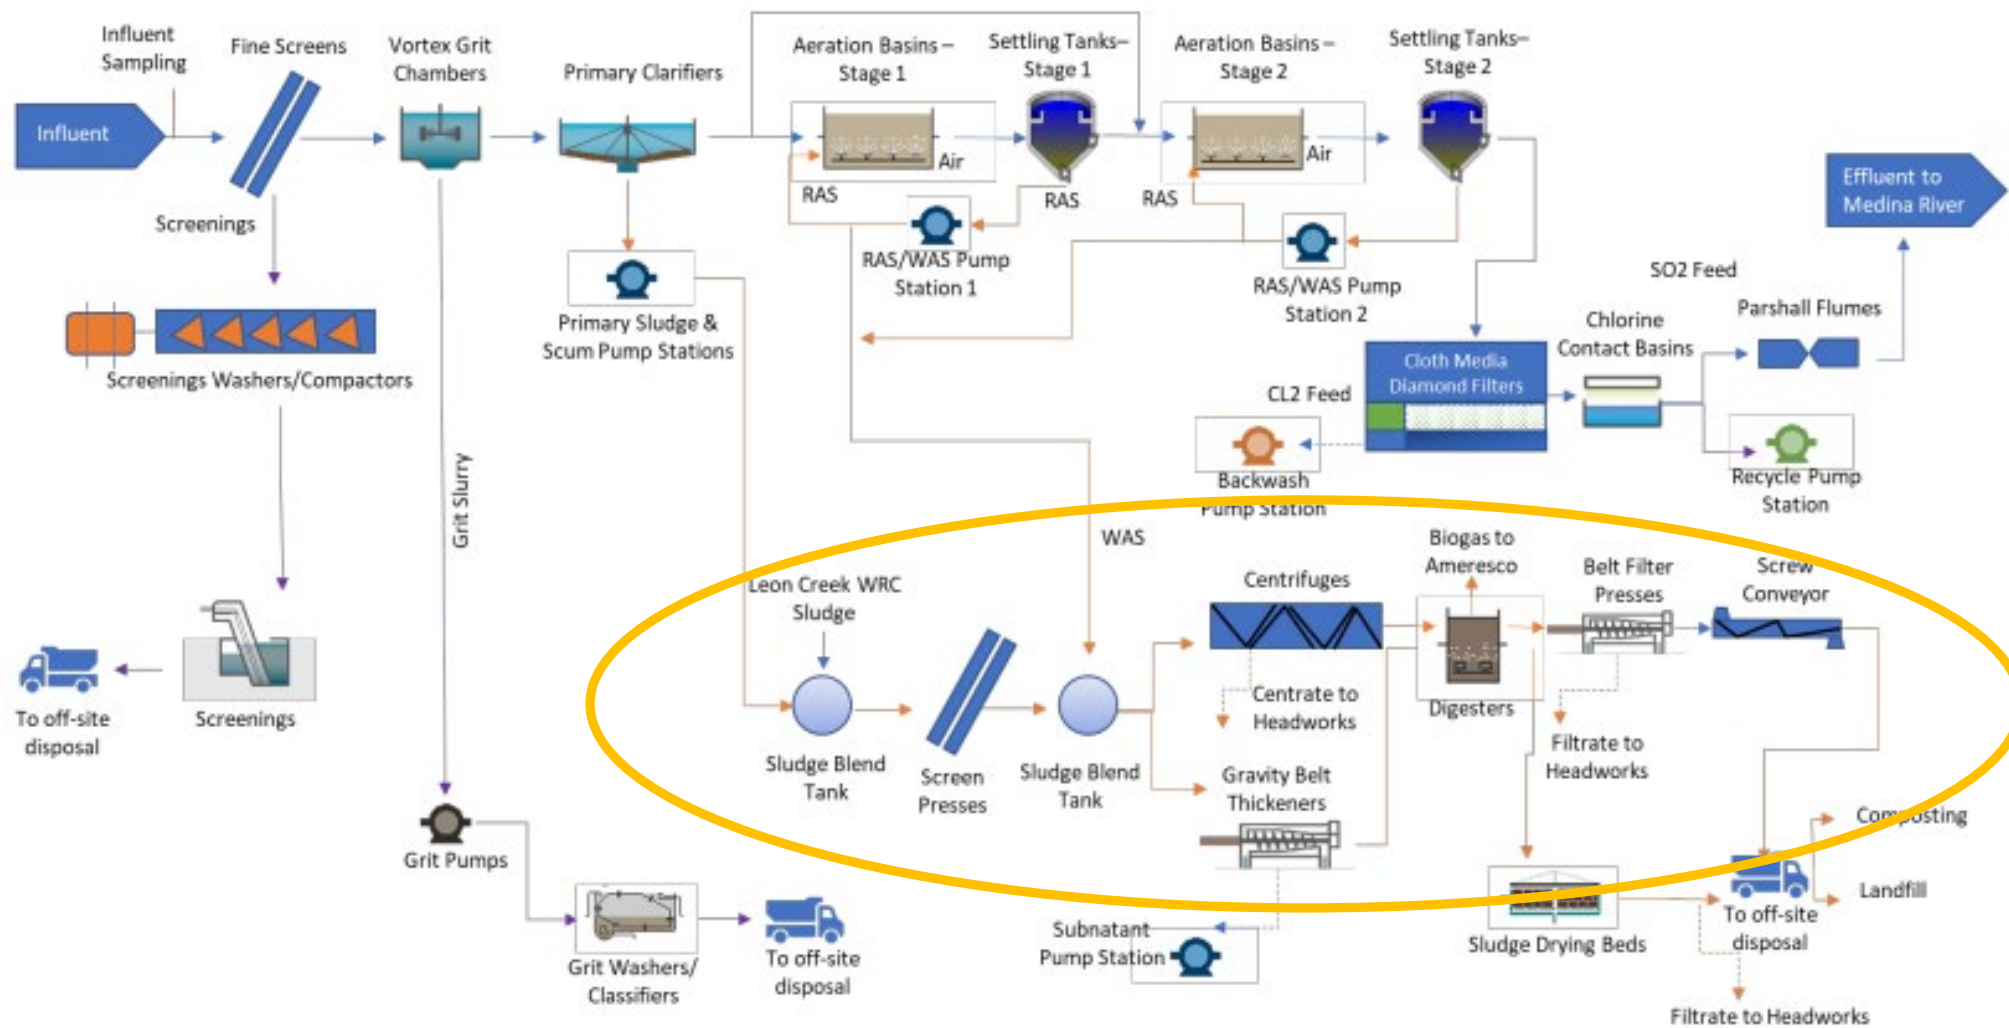 Influent
Sampling
Fine Screens
Vortex Grit
Chambers
Primary Clarifiers
Aeration Basins –
Stage 1
Settling Tanks–
Stage 1
Aeration Basins –
Stage 2
Settling Tanks–
Stage 2
Influent
Air
Air
RAS
RAS
RAS
Effluent to
Medina River
Screenings
RAS/WAS Pump
Station 1
RAS/WAS Pump
Station 2
SO2 Feed
Parshall Flumes
Chlorine
Contact Basins
Primary Sludge &
Scum Pump Stations
Screenings Washers/Compactors
Cloth Media
Diamond Filters
CL2 Feed
Backwash
Pump Station
Recycle Pump
Station
Grit Slurry
WAS
Leon Creek WRC
Sludge
Centrifuges
Biogas to
Ameresco
Belt Filter
Presses
Screw
Conveyor
Centrate to
Headworks
Digesters
Filtrate to
Headworks
Screenings
To off-site
disposal
Sludge Blend
Tank
Screen
Presses
Sludge Blend
Tank
Gravity Belt
Thickeners
Grit Pumps
Composting
Landfill
To off-site
disposal
Sludge Drying Beds
Subnatant
Pump Station
Grit Washers/
Classifiers
To off-site
disposal
Filtrate to Headworks